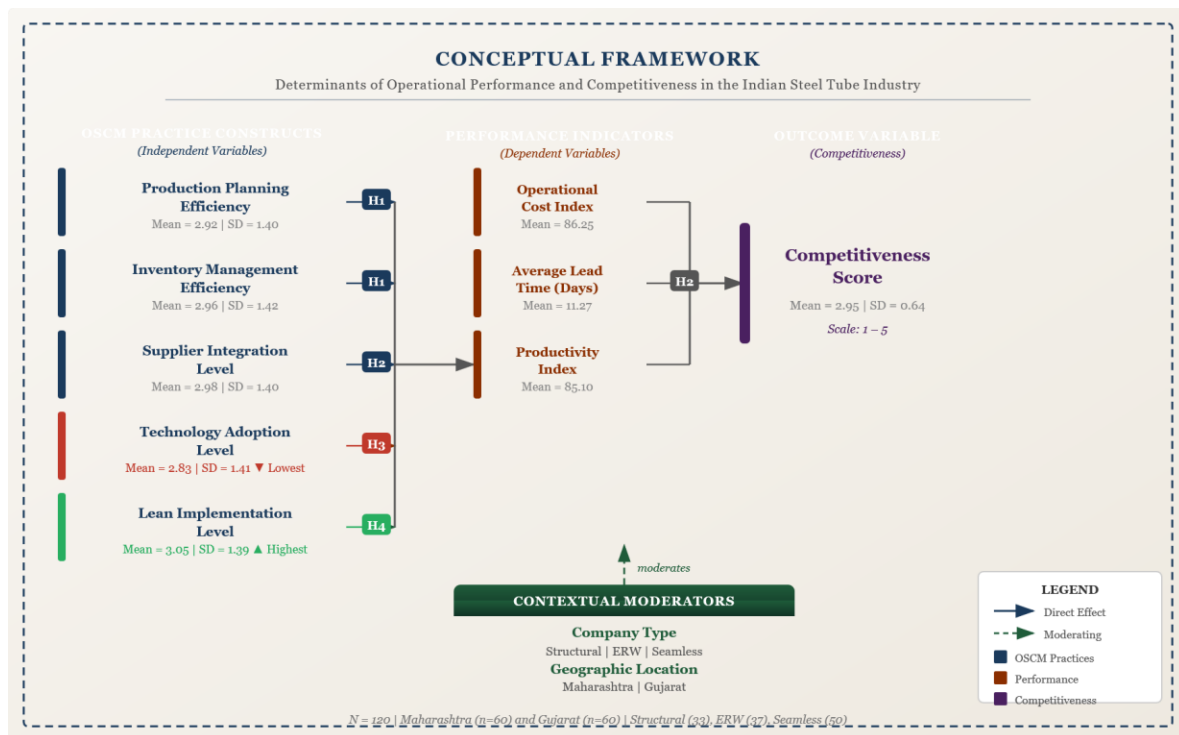 CONCEPTUAL FRAMEWORK
Determinants of Operational Performance and Competitiveness in the Indian Steel Tube Industry
OSCM PRACTICE CONSTRUCTS
(Independent Variables)
Production Planning
Efficiency
Mean = 2.92 | SD = 1.40
H1
Inventory Management
Efficiency
Mean = 2.96 | SD = 1.42
H1
Supplier Integration
Level
Mean = 2.98 | SD = 1.40
H2
Technology Adoption
Level
Mean = 2.83 | SD = 1.41 ▼ Lowest
H3
Lean Implementation
Level
Mean = 3.05 | SD = 1.39 ▲ Highest
H4
PERFORMANCE INDICATORS
(Dependent Variables)
Operational
Cost Index
Mean = 86.25
Average Lead
Time (Days)
Mean = 11.27
Productivity
Index
Mean = 85.10
H2
OUTCOME VARIABLE
(Competitiveness)
Competitiveness
Score
Mean = 2.95 | SD = 0.64
Scale: 1 – 5
moderates
CONTEXTUAL MODERATORS
Company Type
Structural | ERW | Seamless
Geographic Location
Maharashtra | Gujarat
LEGEND
Direct Effect
Moderating
OSCM Practices
Performance
Competitiveness
N = 120 | Maharashtra (n=60) and Gujarat (n=60) | Structural (33), ERW (37), Seamless (50)